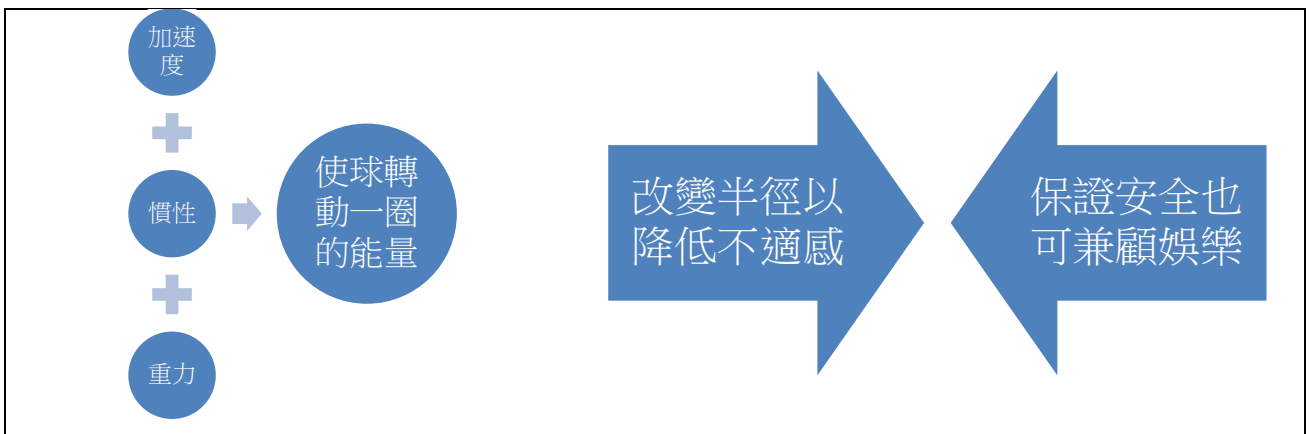 加速
度
慣性
重力
使球轉
動一圈
的能量
改變半徑以
降低不適感
保證安全也
可兼顧娛樂